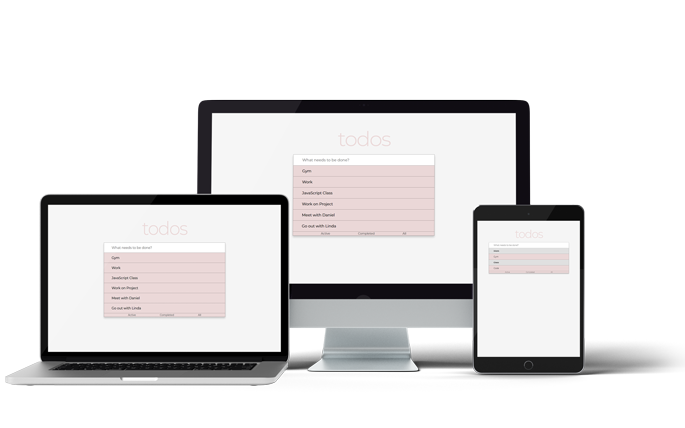 todos
What needs to be done?
Gym
Work
JavaScript Class
Work on Project
Meet with Daniel
Go out with Linda
Active Completed All
todos
What needs to be done?
Gym
Work
JavaScript Class
Work on Project
Meet with Daniel
Go out with Linda
Active Completed All
todos